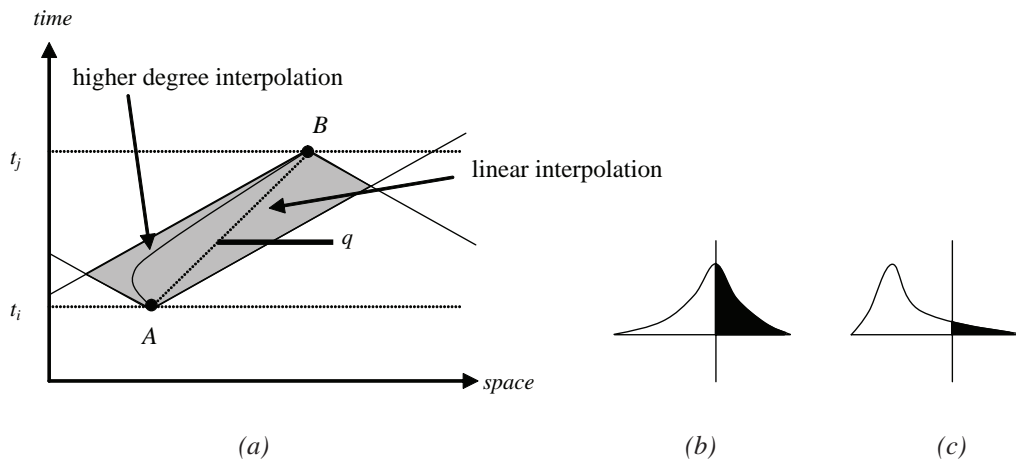 time
higher degree interpolation
B
t_j
linear interpolation
q
t_i
A
space
(a)
(b)
(c)